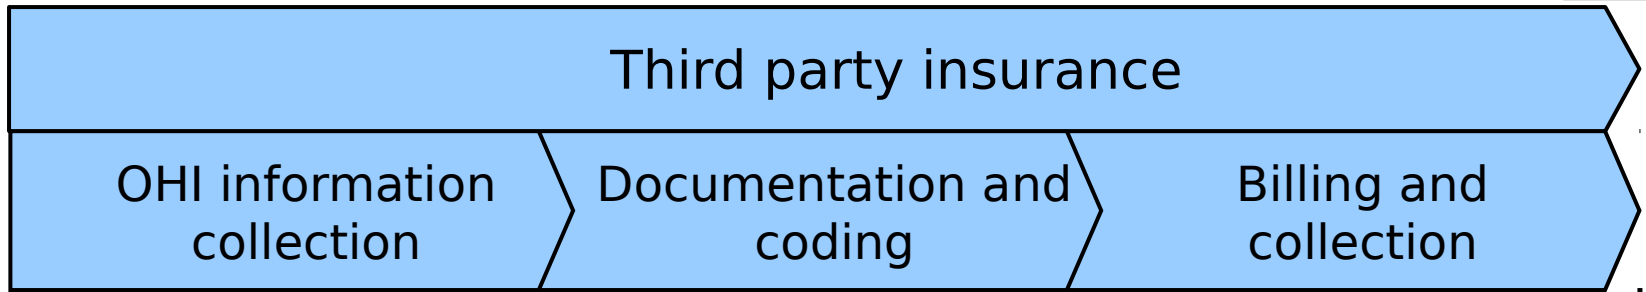 Third party insurance
OHI information
collection
Documentation and
coding
Billing and
collection